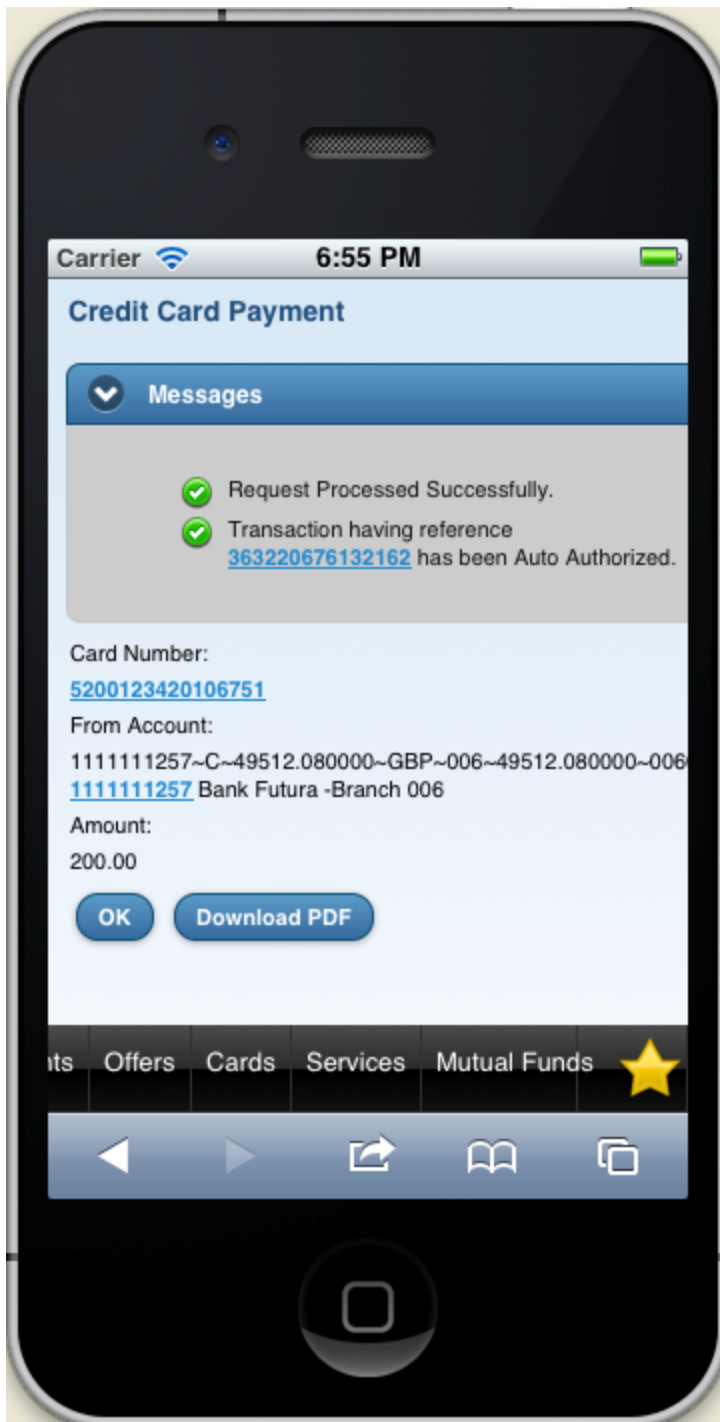 Carrier 6:55 PM
Credit Card Payment
Messages
Request Processed Successfully.
Transaction having reference
363220676132162 has been Auto Authorized.
Card Number:
5200123420106751
From Account:
1111111257~C~49512.080000~GBP~006~49512.080000~006
1111111257 Bank Futura -Branch 006
Amount:
200.00
OK Download PDF
nts Offers Cards Services Mutual Funds